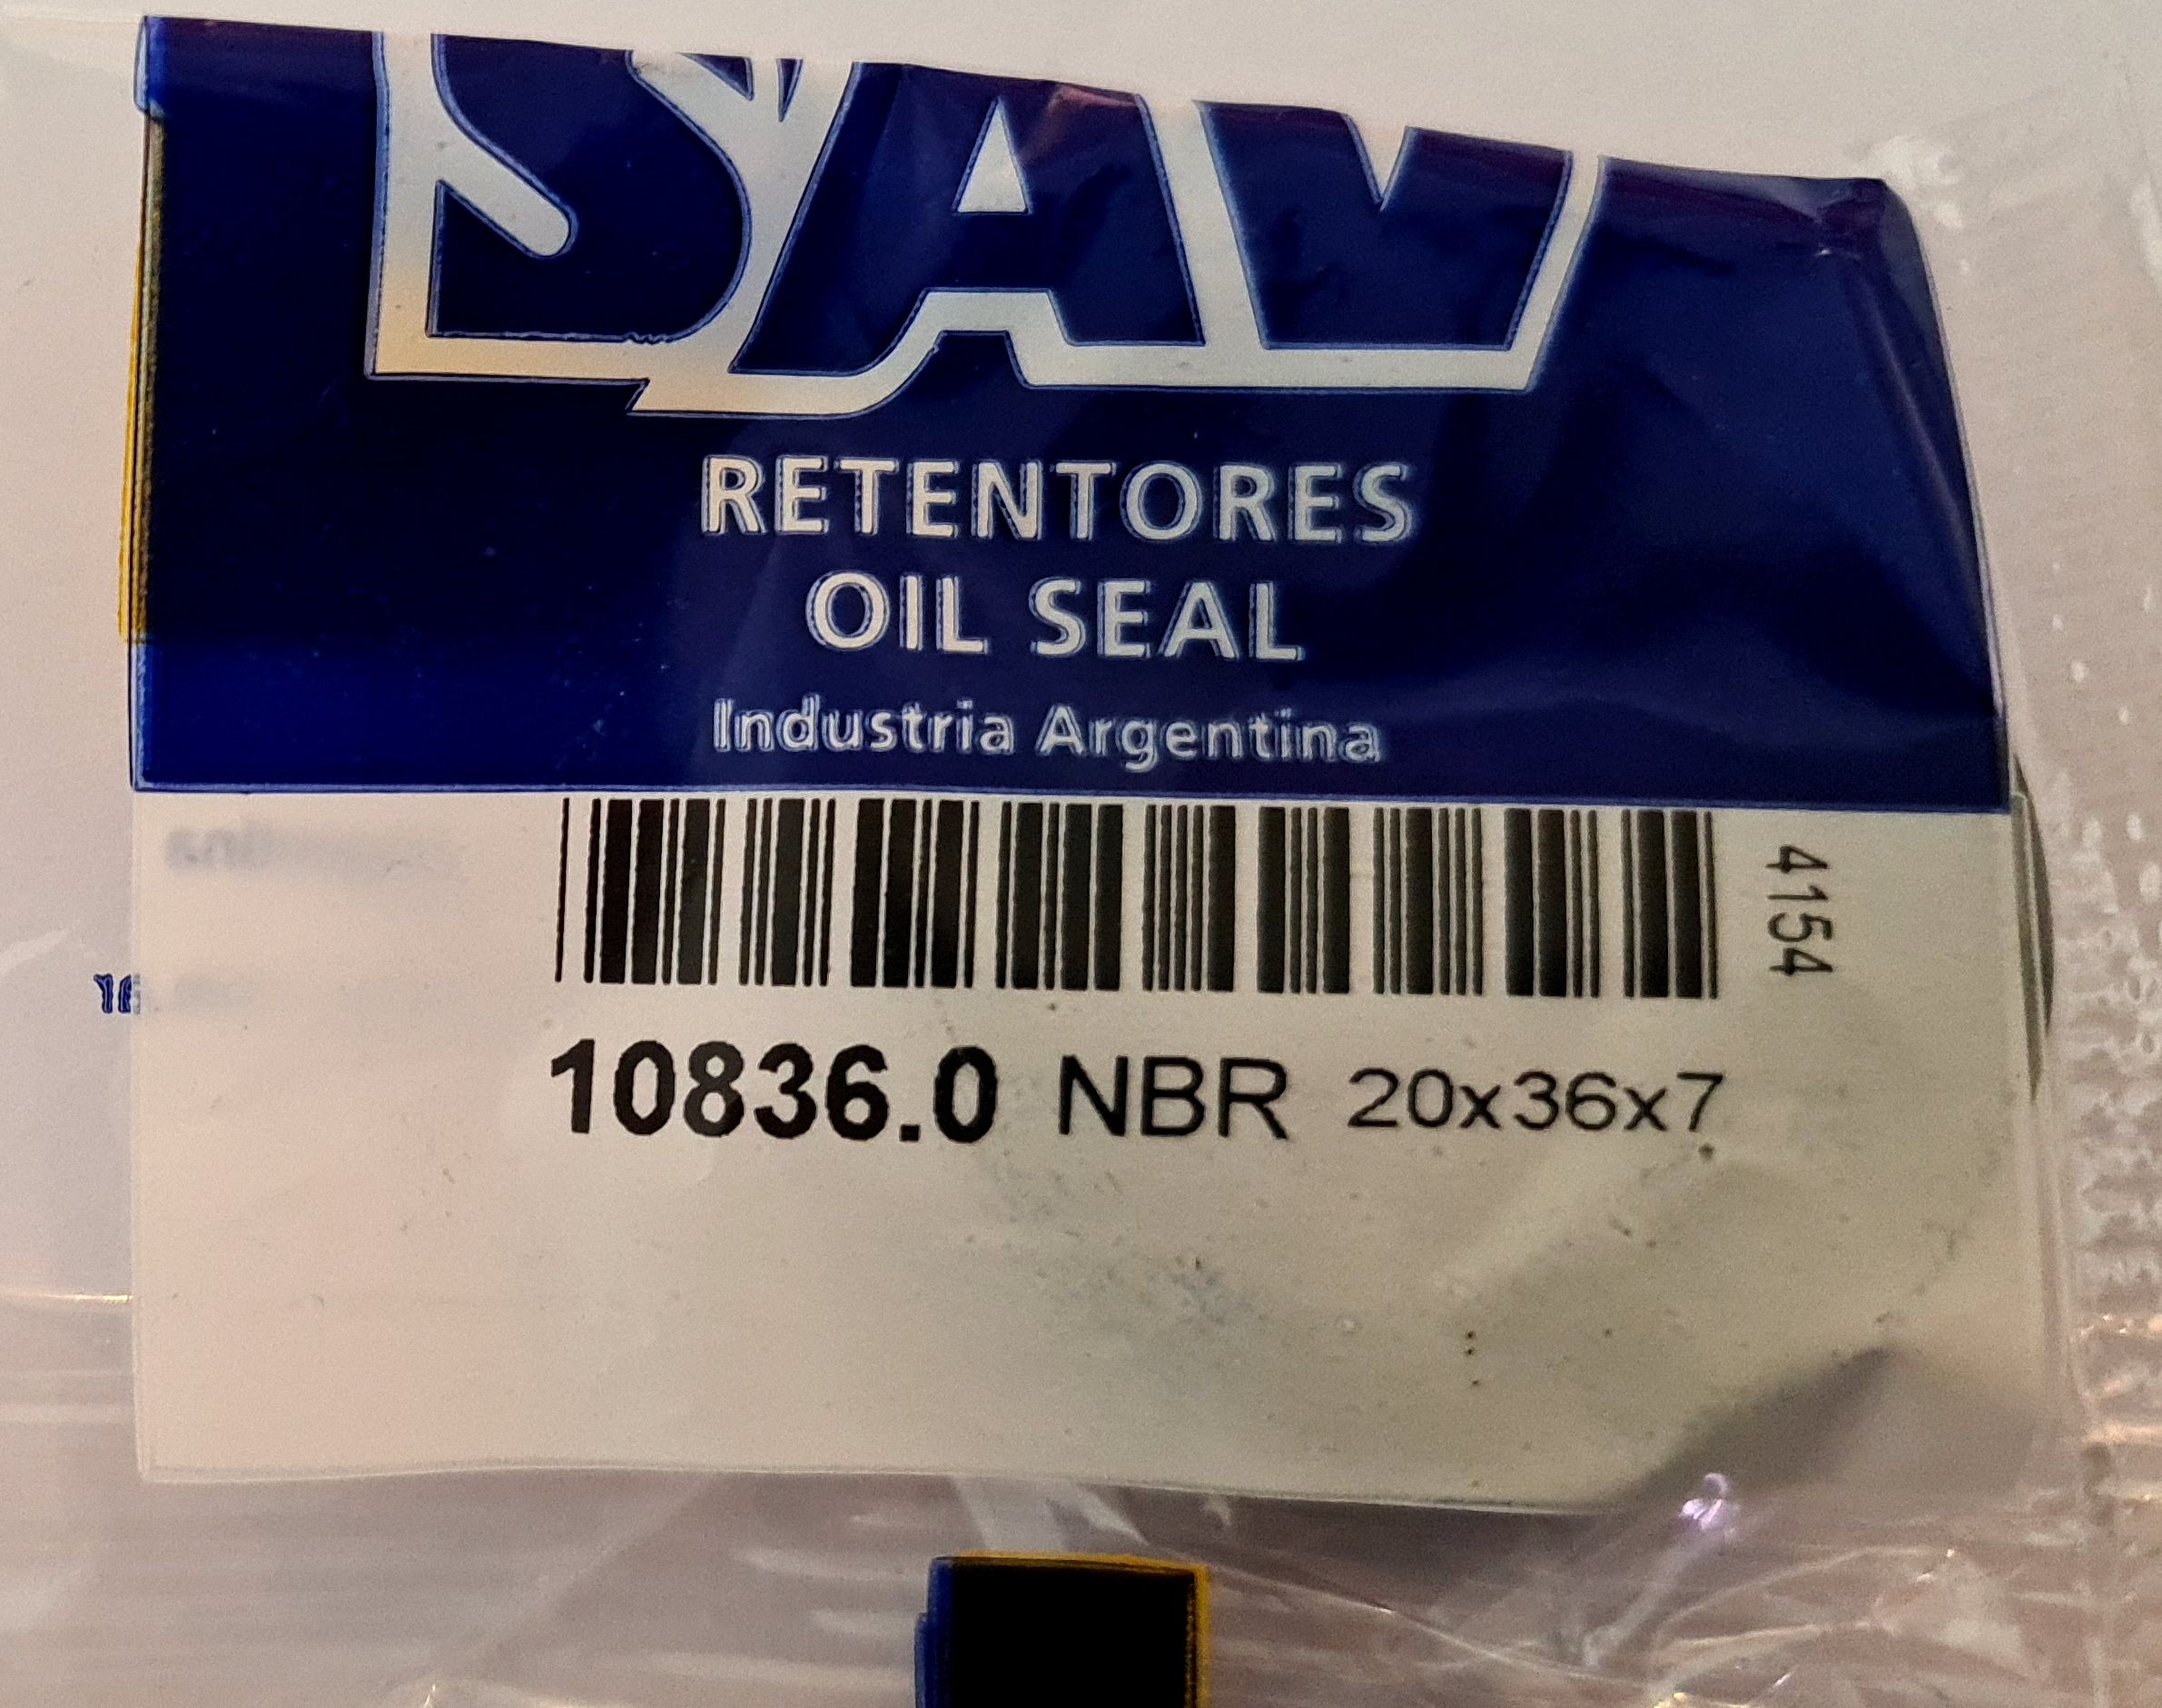 SAV
RETENTORES
OIL SEAL
Industria Argentina
4154
10836.0 NBR 20x36x7